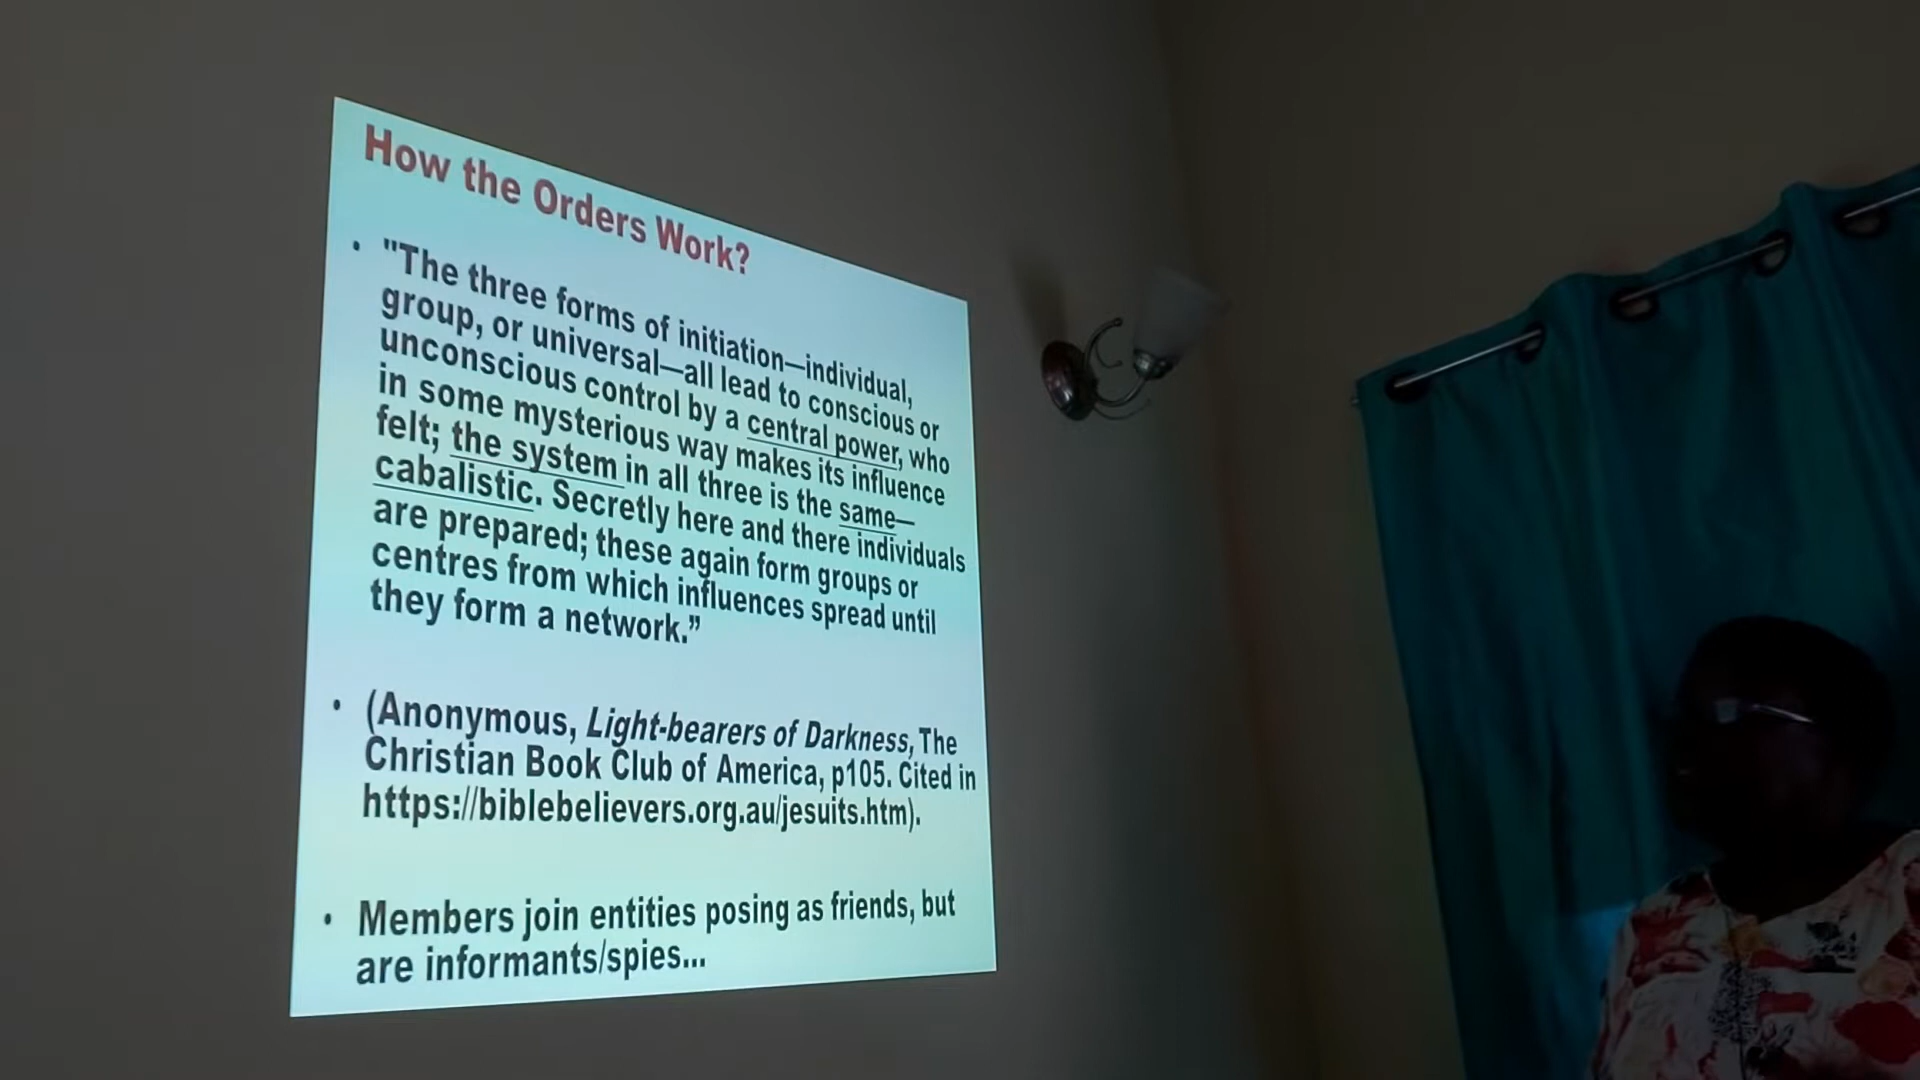 How the Orders Work?
• "The three forms of initiation—individual,
group, or universal—all lead to conscious or
unconscious control by a central power, who
in some mysterious way makes its influence
felt; the system in all three is the same—
cabalistic. Secretly here and there individuals
are prepared; these again form groups or
centres from which influences spread until
they form a network.”
• (Anonymous, Light-bearers of Darkness, The
Christian Book Club of America, p105. Cited in
https://biblebelievers.org.au/jesuits.htm).
• Members join entities posing as friends, but
are informants/spies...